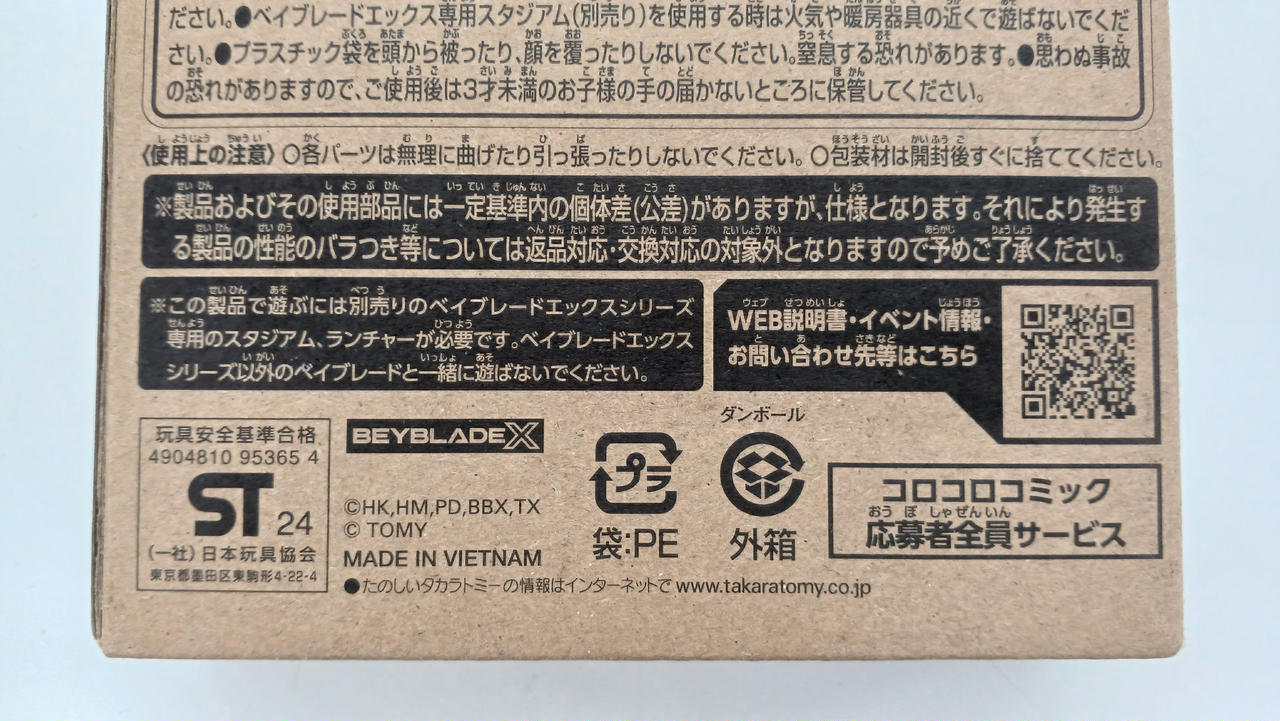 ださい。●ベイブレードエックス専用スタジアム(別売り)を使用する時は火気や暖房器具の近くで遊ばないでくだ
さい。●プラスチック袋を頭から被ったり、顔を覆ったりしないでください。窒息する恐れがあります。●思わぬ事故
の恐れがありますので、ご使用後は3才未満のお子様の手の届かないところに保管してください。
〈使用上の注意〉○各パーツは無理に曲げたり引っ張ったりしないでください。○包装材は開封後すぐに捨ててください。
※製品およびその使用部品には一定基準内の個体差(公差)がありますが、仕様となります。それにより発生す
る製品の性能のバラつき等については返品対応・交換対応の対象外となりますので予めご了承ください。
※この製品で遊ぶには別売りのベイブレードエックスシリーズ
専用のスタジアム、ランチャーが必要です。ベイブレードエックス
シリーズ以外のベイブレードと一緒に遊ばないでください。
WEB説明書・イベント情報・
お問い合わせ先等はこちら
玩具安全基準合格
4904810 95365 4
ST 24
(一社)日本玩具協会
東京都墨田区東駒形4-22-4
BEYBLADE X
©HK,HM,PD,BBX,TX
© TOMY
MADE IN VIETNAM
●たのしいタカラトミーの情報はインターネットで www.takaratomy.co.jp
プラ
袋:PE
ダンボール
外箱
コロコロコミック
応募者全員サービス